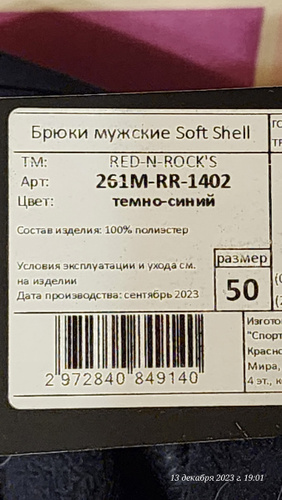 Брюки мужские Soft Shell
ТМ: RED-N-ROCK'S
Арт: 261M-RR-1402
Цвет: темно-синий
Состав изделия: 100% полиэстер
Условия эксплуатации и ухода см.
на изделии
Дата производства: сентябрь 2023
размер
50
2 972840 849140
Изгото
"Спорт
Красно
Мира,
4 эт., к
13 декабря 2023 г. 19:01